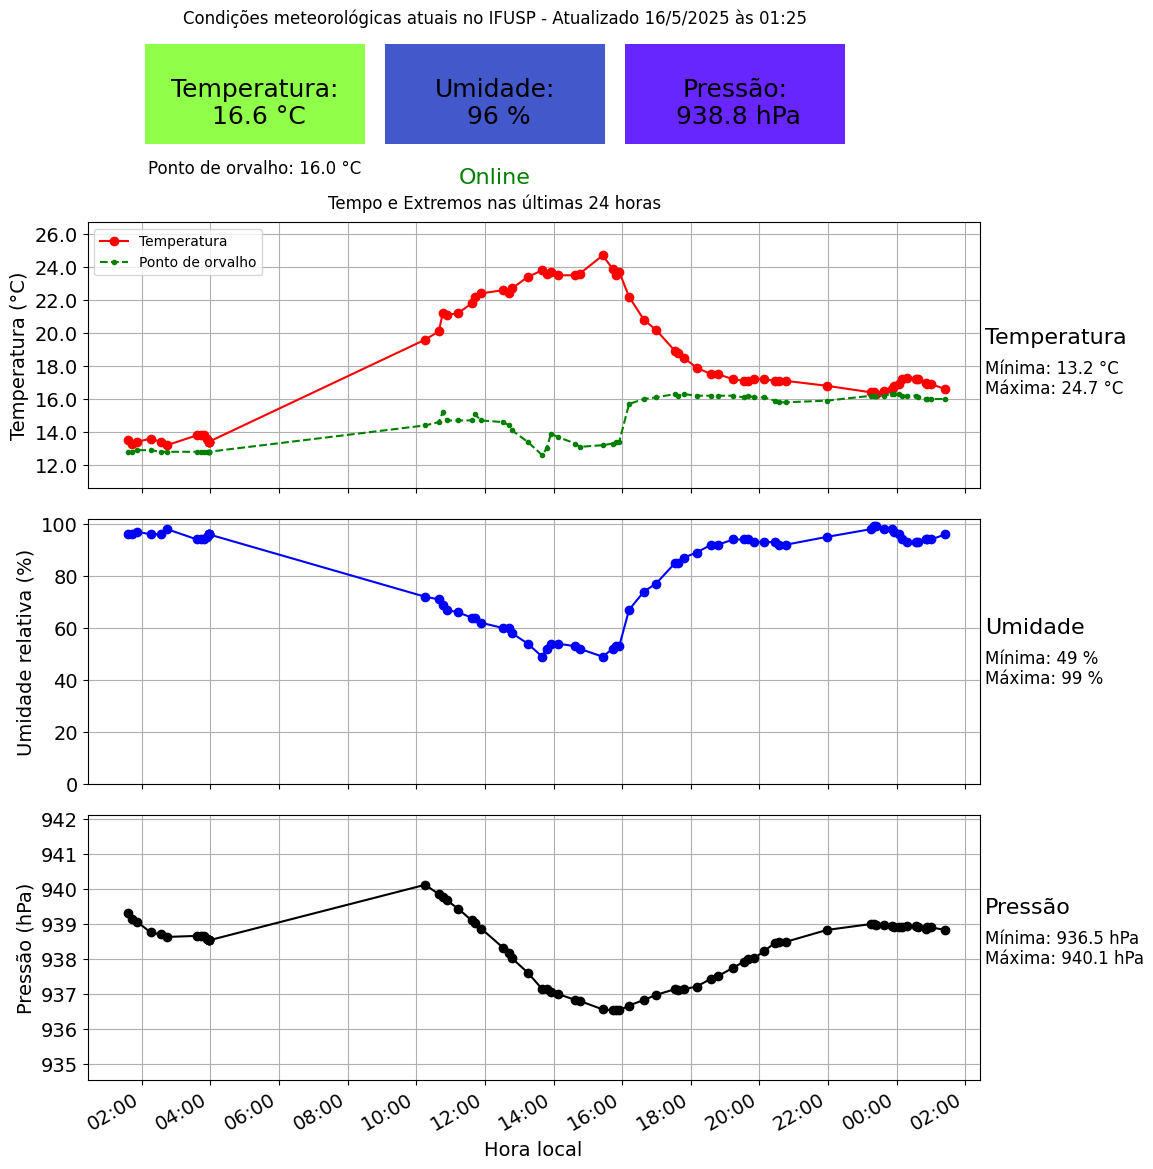 Condições meteorológicas atuais no IFUSP - Atualizado 16/5/2025 às 01:25
Temperatura:
16.6 °C
Umidade:
96 %
Pressão:
938.8 hPa
Ponto de orvalho: 16.0 °C
Online
Tempo e Extremos nas últimas 24 horas
Temperatura (°C)
26.0
24.0
22.0
20.0
18.0
16.0
14.0
12.0
Temperatura
Ponto de orvalho
Temperatura
Mínima: 13.2 °C
Máxima: 24.7 °C
Umidade relativa (%)
100
80
60
40
20
0
Umidade
Mínima: 49 %
Máxima: 99 %
Pressão (hPa)
942
941
940
939
938
937
936
935
Pressão
Mínima: 936.5 hPa
Máxima: 940.1 hPa
02:00 04:00 06:00 08:00 10:00 12:00 14:00 16:00 18:00 20:00 22:00 00:00 02:00
Hora local